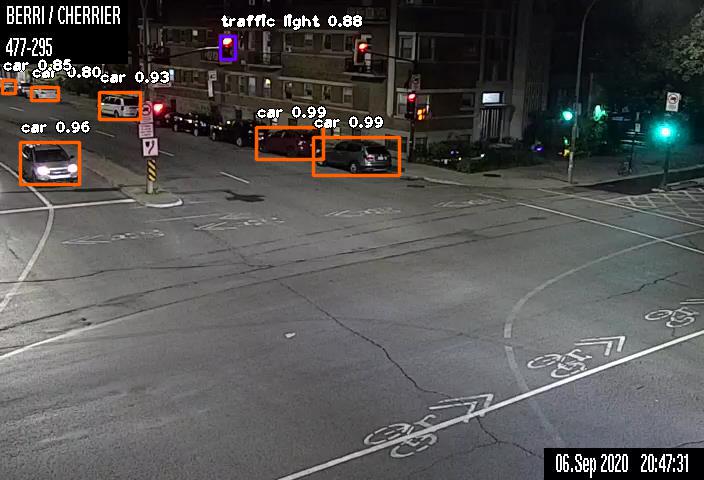 BERRI / CHERRIER
477-295
traffic light 0.88
car 0.85
car 0.80
car 0.93
car 0.99
car 0.99
car 0.96
06.Sep 2020 20:47:31